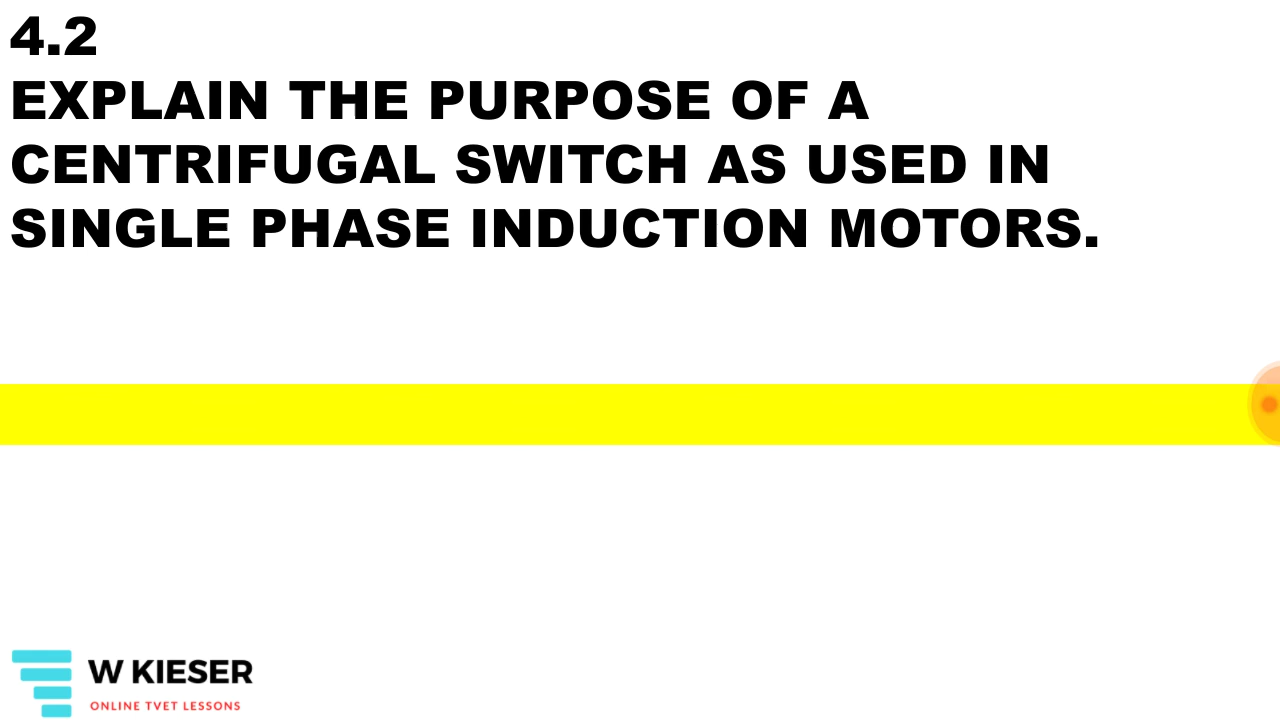 4.2
EXPLAIN THE PURPOSE OF A
CENTRIFUGAL SWITCH AS USED IN
SINGLE PHASE INDUCTION MOTORS.
W KIESER
ONLINE TVET LESSONS